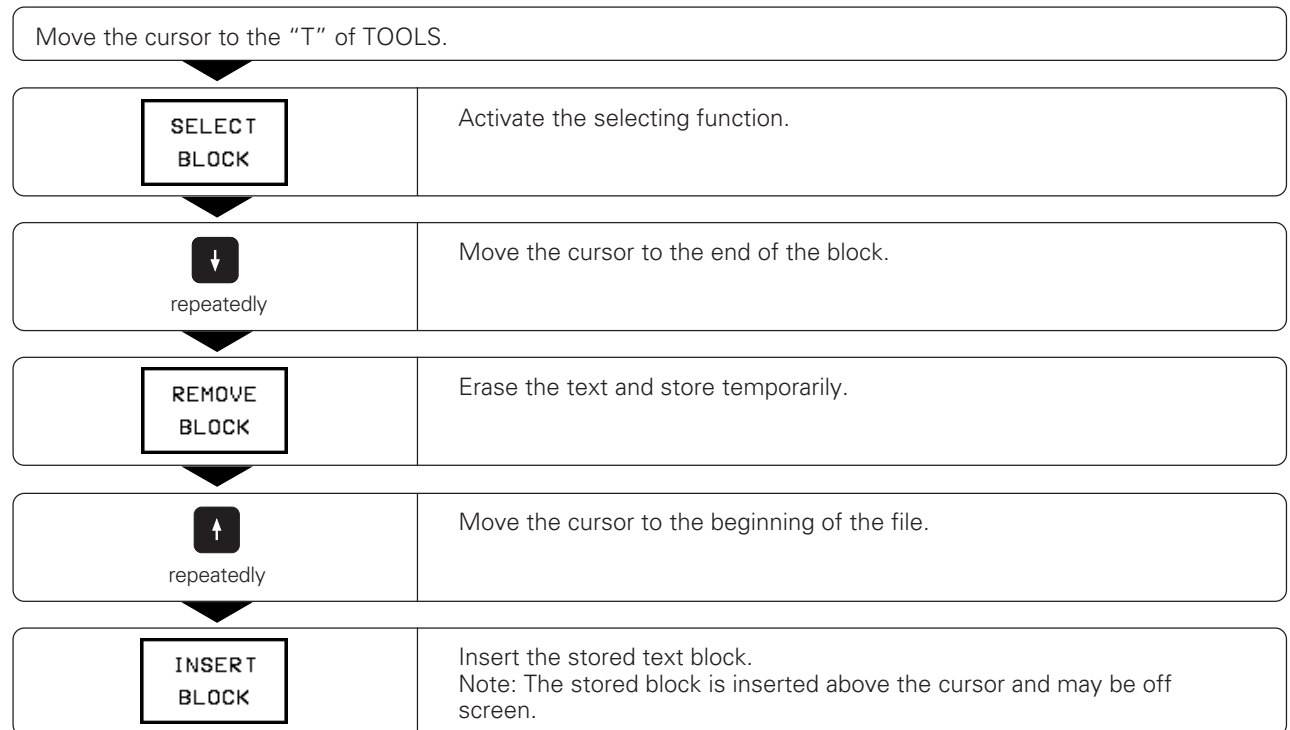 Move the cursor to the “T” of TOOLS.
SELECT
BLOCK
Activate the selecting function.
repeatedly
Move the cursor to the end of the block.
REMOVE
BLOCK
Erase the text and store temporarily.
repeatedly
Move the cursor to the beginning of the file.
INSERT
BLOCK
Insert the stored text block.
Note: The stored block is inserted above the cursor and may be off
screen.